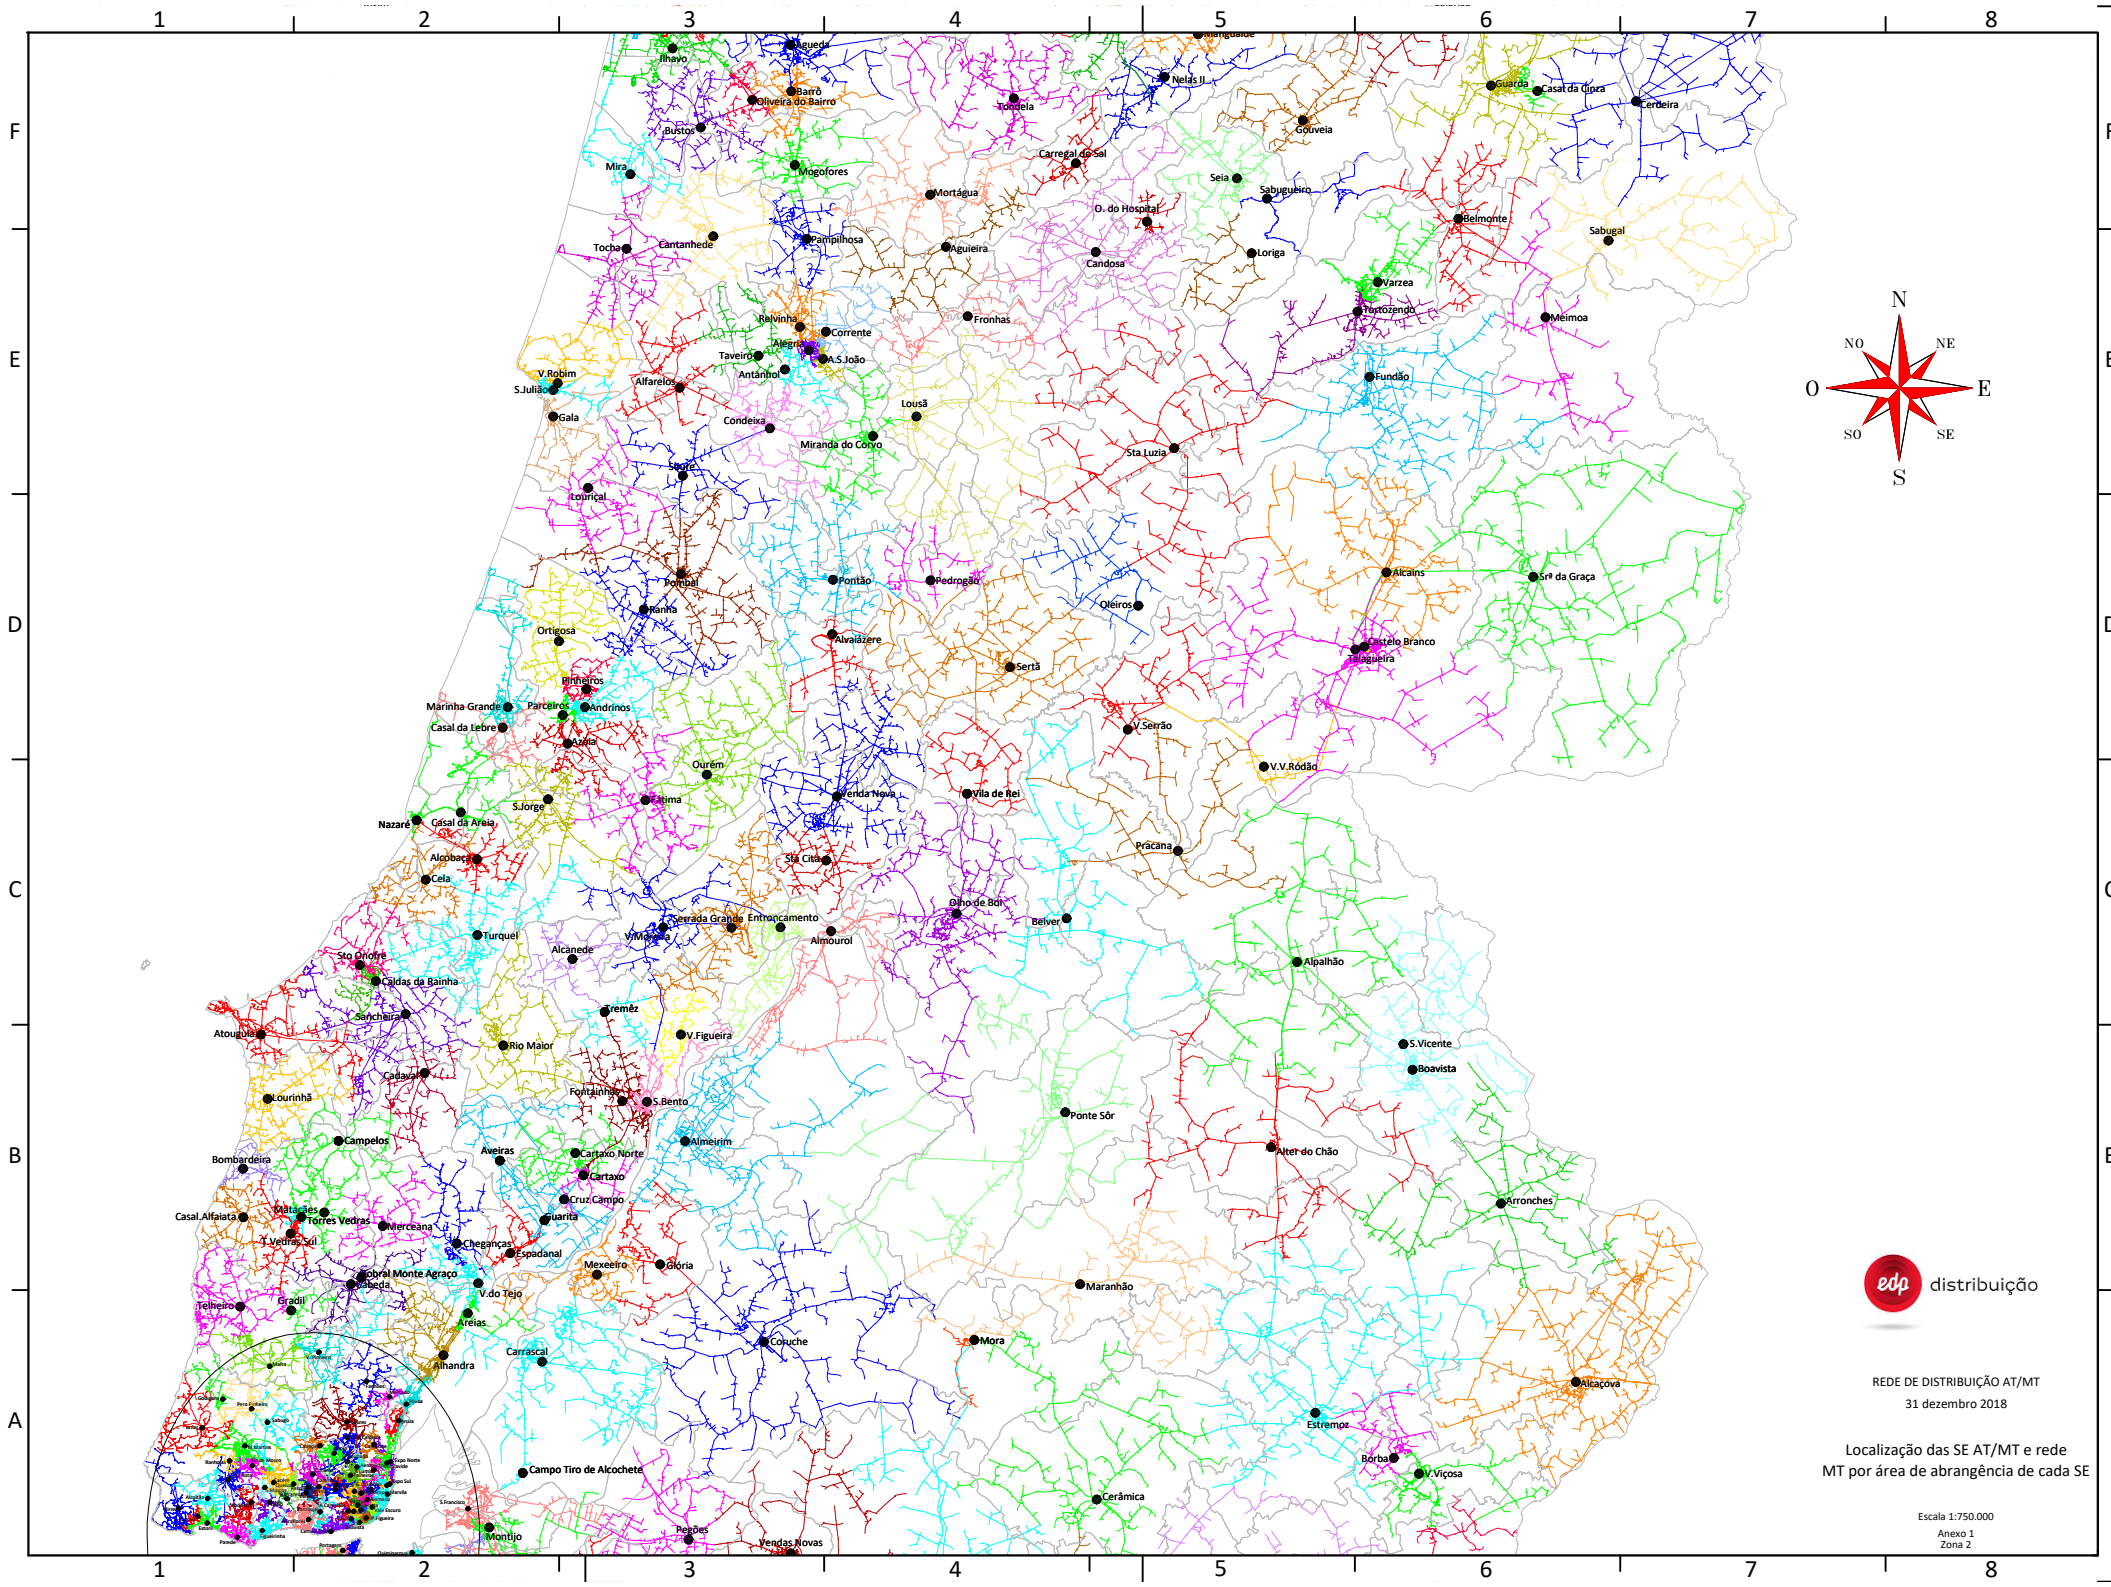 1 2 3 4 5 6 7 8
Mangualde
Águeda
Ílhavo
Nelas II
Barrô
Oliveira do Bairro
Tondela
Guarda
Casal da Cinza
Cerdeira
F
Bustos
Gouveia
Carregal do Sal
Mira
Mogofores
Seia
Sabugueiro
Mortágua
O. do Hospital
Belmonte
Sabugal
Tocha
Cantanhede
Pampilhosa
Aguieira
Candosa
Loriga
Varzea
Tortozendo
Meimoa
Relvinha
Corrente
Fronhas
N
NO
NE
O
E
SO
SE
S
E
Taveiro
Alegria
A.S.João
Antanhol
V.Robim
S.Julião
Alfarelos
Fundão
Gala
Condeixa
Lousã
Miranda do Corvo
Sta Luzia
Soure
Louriçal
Pombal
Pontão
Pedrogão
Alcains
Srª da Graça
Ranha
Oleiros
D
Ortigosa
Alvaiázere
Castelo Branco
Talagueira
Sertã
Pinheiros
Marinha Grande
Parceiros
Andrinos
Casal da Lebre
Azoia
V.Serrão
V.V.Ródão
Ourém
S.Jorge
Fátima
Venda Nova
Vila de Rei
Nazaré
Casal da Areia
Alcobaça
Sta Cita
Pracana
Cela
C
Olho de Boi
Serrada Grande
Entroncamento
Belver
Turquel
V.Moreira
Almourol
Alcanede
Sto Onofre
Caldas da Rainha
Alpalhão
Sancheira
Tremêz
Atouguia
V.Figueira
Rio Maior
S.Vicente
Cadaval
Boavista
Fontainhas
S.Bento
Lourinhã
Ponte Sôr
Campelos
Almeirim
Aveiras
Cartaxo Norte
Alter do Chão
B
Bombardeira
Cartaxo
Cruz Campo
Arronches
Matacães
Casal.Alfaiata
Torres Vedras
Guarita
Merceana
T.Vedras Sul
Cheganças
Espadanal
Mexeeiro
Glória
Sobral Monte Agraço
V.do Tejo
Maranhão
edp distribuição
Telheiro
Gradil
Areias
Coruche
Mora
Carrascal
Alhandra
Alcaçova
REDE DE DISTRIBUIÇÃO AT/MT
31 dezembro 2018
Estremoz
A
Localização das SE AT/MT e rede
MT por área de abrangência de cada SE
Borba
V.Viçosa
Campo Tiro de Alcochete
Cerâmica
S.Francisco
Montijo
Pegões
Vendas Novas
Escala 1:750.000
Anexo 1
Zona 2
1 2 3 4 5 6 7 8